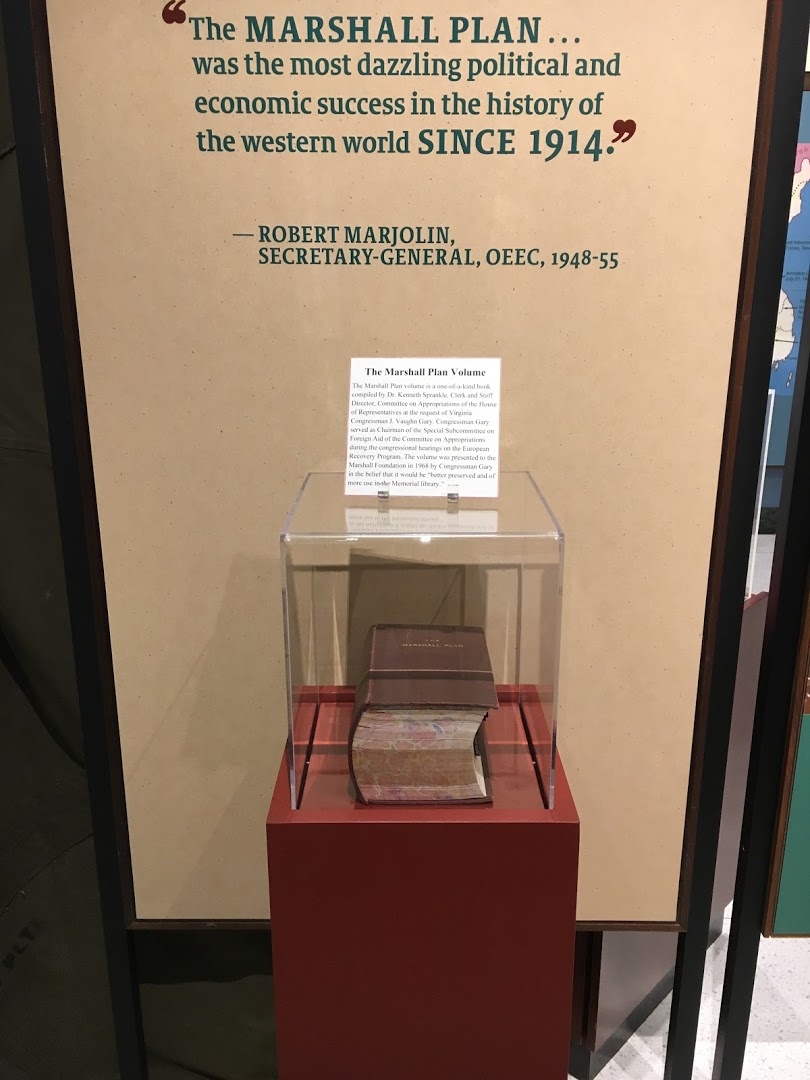 “The MARSHALL PLAN...
was the most dazzling political and
economic success in the history of
the western world SINCE 1914.”
— ROBERT MARJOLIN,
SECRETARY-GENERAL, OEEC, 1948-55
The Marshall Plan Volume
The Marshall Plan volume is a one-of-a-kind book
compiled by Dr. Kenneth Sprankle, Clerk and Staff
Director, Committee on Appropriations of the House
of Representatives at the request of Virginia
Congressman J. Vaughn Gary. Congressman Gary
served as Chairman of the Special Subcommittee on
Foreign Aid of the Committee on Appropriations
during the congressional hearings on the European
Recovery Program. The volume was presented to the
Marshall Foundation in 1968 by Congressman Gary
in the belief that it would be “better preserved and of
more use in the Memorial library.”
THE
MARSHALL PLAN